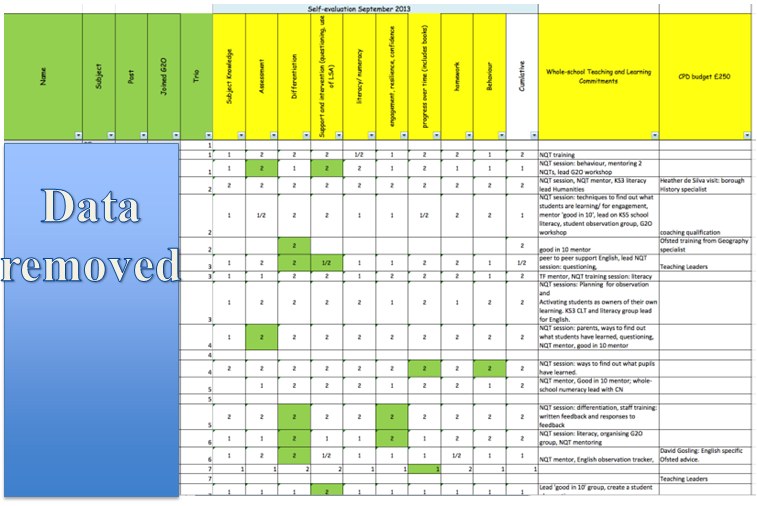 Self-evaluation September 2013
Name
Subject
Post
Joined G2O
Trio
Subject Knowledge
Assessment
Differentiation
Support and intervention (questioning, use of LSA)
literacy/ numeracy
engagement, resilience, confidence
progress over time (includes books)
homework
Behaviour
Cumlative
Whole-school Teaching and Learning
Commitments
CPD budget £250
Data
removed
1
1 1 2 2 2 1/2 1 2 2 1 2 NQT training
1 1 2 1 2 2 1 2 2 1 2 NQT session: behaviour, mentoring 2
NQTs, lead G2O workshop
2 2 2 2 2 2 2 2 2 2 2 NQT session, NQT mentor, KS3 literacy
lead Humanities
Heather de Silva visit: borough
History specialist
2 1 1/2 2 2 1 1 1/2 2 2 1 NQT session: techniques to find out what
students are learning/ for engagement,
mentor 'good in 10', lead on KS5 school
literacy, student observation group, G2O
workshop
coaching qualification
2 2 2 good in 10 mentor
Ofsted training from Geography
specialist
3 1 2 2 1/2 1 1 2 2 1 1/2 peer to peer support English, lead NQT
session: questioning,
Teaching Leaders
3 1 1 2 2 1 2 2 2 1 2 TF mentor, NQT training session: literacy
3 1 2 2 2 2 1 2 1 2 2 NQT sessions: Planning for observation
and
Activating students as owners of their own
learning. KS3 CLT and literacy group lead
for English.
4 1 2 2 2 2 1 2 2 1 2 NQT session: parents, ways to find out
what students have learned, questioning,
NQT mentor, good in 10 mentor
4
4 2 2 2 2 2 2 2 2 2 2 NQT session: ways to find what pupils
have learned.
5 1 2 2 2 1 2 2 1 2 NQT mentor, Good in 10 mentor; whole-
school numeracy lead with CN
5
6 2 2 2 2 2 2 2 2 2 2 NQT session: differentiation, staff training:
written feedback and responses to
feedback
6 1 1 2 1 1 2 1 2 2 2 NQT session: literacy, organising G2O
group, NQT mentoring
6 1 2 2 1/2 1 1 1 1/2 1 2 NQT mentor, English observation tracker,
David Gosling: English specific
Ofsted advice.
7 1 1 2 2 1 1 1 2 1 1
7 Teaching Leaders
1 1 1 2 1 1 1 1 1 1 Lead 'good in 10' group, create a student